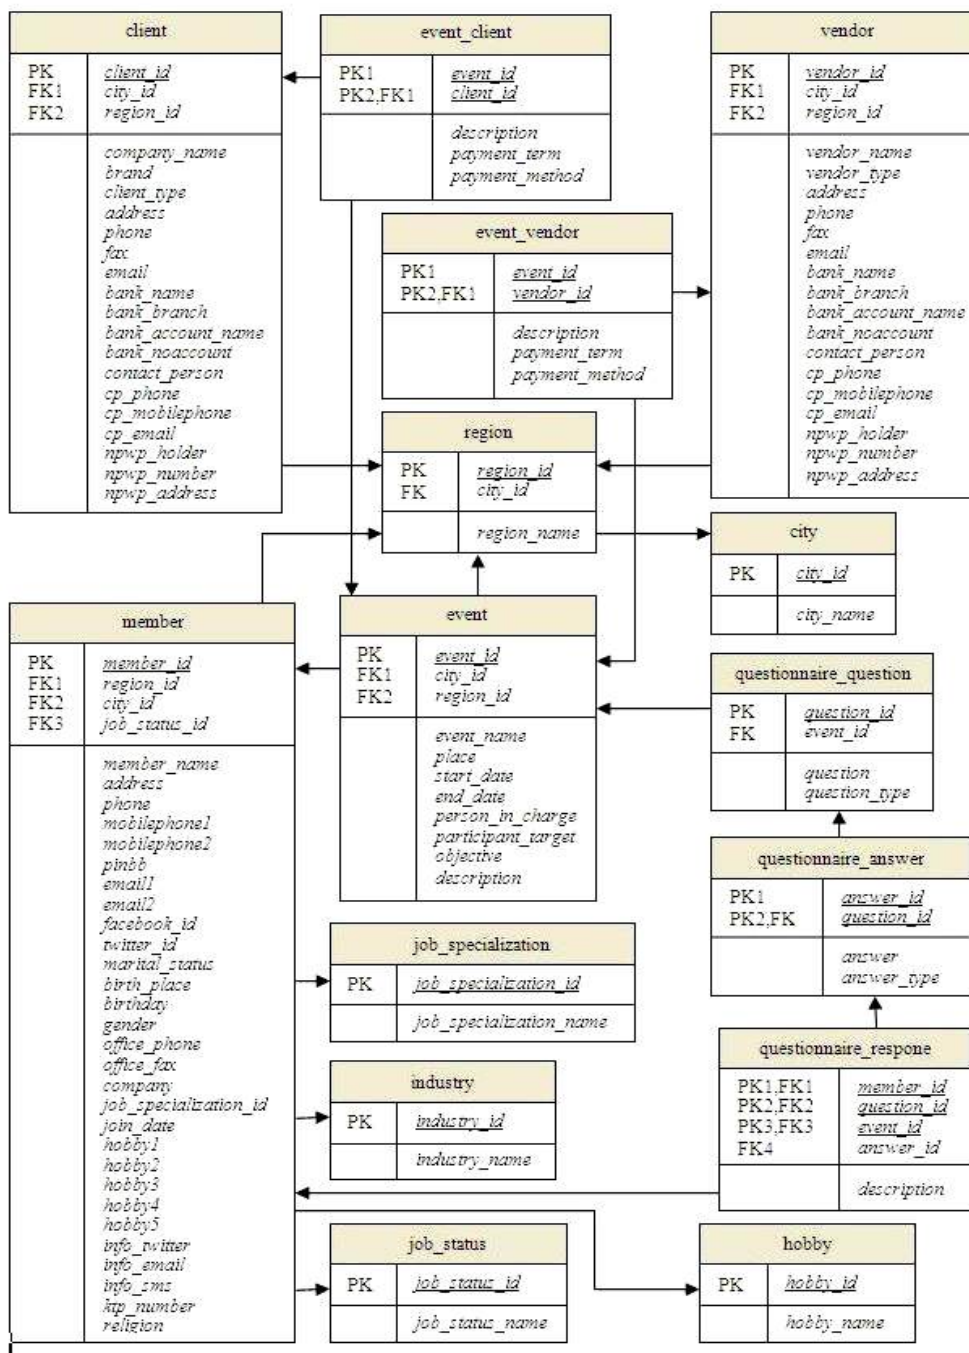 client
PK client_id
FK1 city_id
FK2 region_id
company_name
brand
client_type
address
phone
fax
email
bank_name
bank_branch
bank_account_name
bank_noaccount
contact_person
cp_phone
cp_mobilephone
cp_email
npwp_holder
npwp_number
npwp_address
event_client
PK1 event_id
PK2,FK1 client_id
description
payment_term
payment_method
vendor
PK vendor_id
FK1 city_id
FK2 region_id
vendor_name
vendor_type
address
phone
fax
email
bank_name
bank_branch
bank_account_name
bank_noaccount
contact_person
cp_phone
cp_mobilephone
cp_email
npwp_holder
npwp_number
npwp_address
event_vendor
PK1 event_id
PK2,FK1 vendor_id
description
payment_term
payment_method
region
PK region_id
FK city_id
region_name
city
PK city_id
city_name
member
PK member_id
FK1 region_id
FK2 city_id
FK3 job_status_id
member_name
address
phone
mobilephone1
mobilephone2
pinbb
email1
email2
facebook_id
twitter_id
marital_status
birth_place
birthday
gender
office_phone
office_fax
company
job_specialization_id
join_date
hobby1
hobby2
hobby3
hobby4
hobby5
info_twitter
info_email
info_sms
ktp_number
religion
event
PK event_id
FK1 city_id
FK2 region_id
event_name
place
start_date
end_date
person_in_charge
participant_target
objective
description
questionnaire_question
PK question_id
FK event_id
question
question_type
questionnaire_answer
PK1 answer_id
PK2,FK question_id
answer
answer_type
job_specialization
PK job_specialization_id
job_specialization_name
questionnaire_respone
PK1,FK1 member_id
PK2,FK2 question_id
PK3,FK3 event_id
FK4 answer_id
description
industry
PK industry_id
industry_name
job_status
PK job_status_id
job_status_name
hobby
PK hobby_id
hobby_name